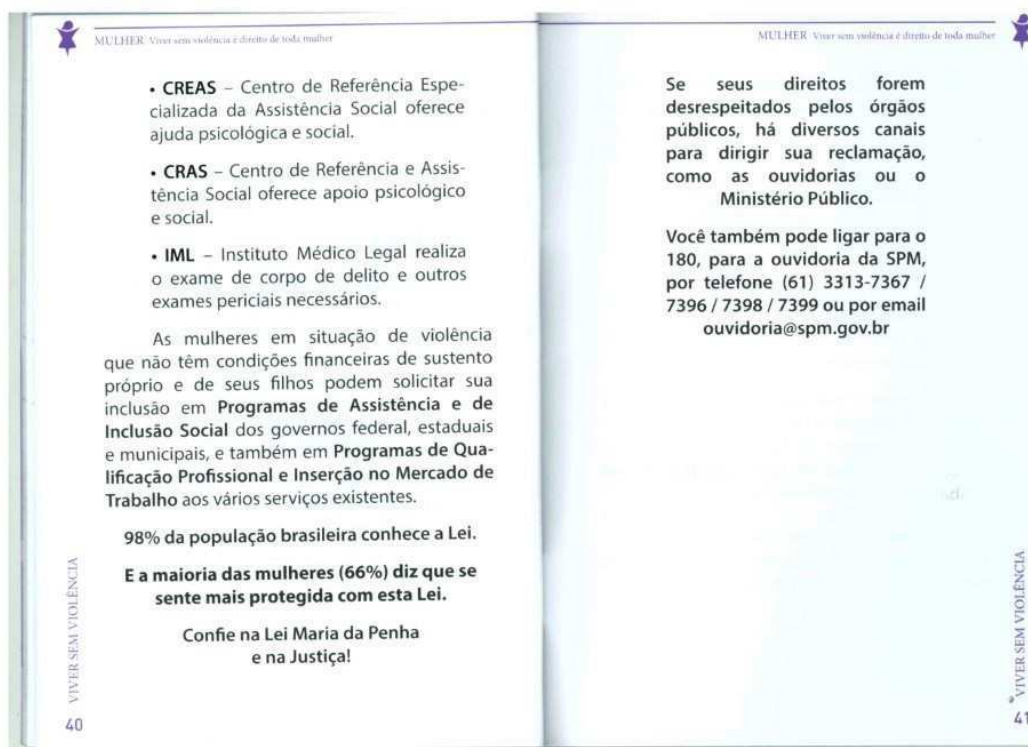 MULHER Viver sem violência é direito de toda mulher
• CREAS – Centro de Referência Espe-
cializada da Assistência Social oferece
ajuda psicológica e social.
• CRAS – Centro de Referência e Assis-
tência Social oferece apoio psicológico
e social.
• IML – Instituto Médico Legal realiza
o exame de corpo de delito e outros
exames periciais necessários.
As mulheres em situação de violência
que não têm condições financeiras de sustento
próprio e de seus filhos podem solicitar sua
inclusão em Programas de Assistência e de
Inclusão Social dos governos federal, estaduais
e municipais, e também em Programas de Qua-
lificação Profissional e Inserção no Mercado de
Trabalho aos vários serviços existentes.
98% da população brasileira conhece a Lei.
E a maioria das mulheres (66%) diz que se
sente mais protegida com esta Lei.
Confie na Lei Maria da Penha
e na Justiça!
VIVER SEM VIOLÊNCIA
40
MULHER Viver sem violência é direito de toda mulher
Se seus direitos forem
desrespeitados pelos órgãos
públicos, há diversos canais
para dirigir sua reclamação,
como as ouvidorias ou o
Ministério Público.
Você também pode ligar para o
180, para a ouvidoria da SPM,
por telefone (61) 3313-7367 /
7396 / 7398 / 7399 ou por email
ouvidoria@spm.gov.br
VIVER SEM VIOLÊNCIA
41